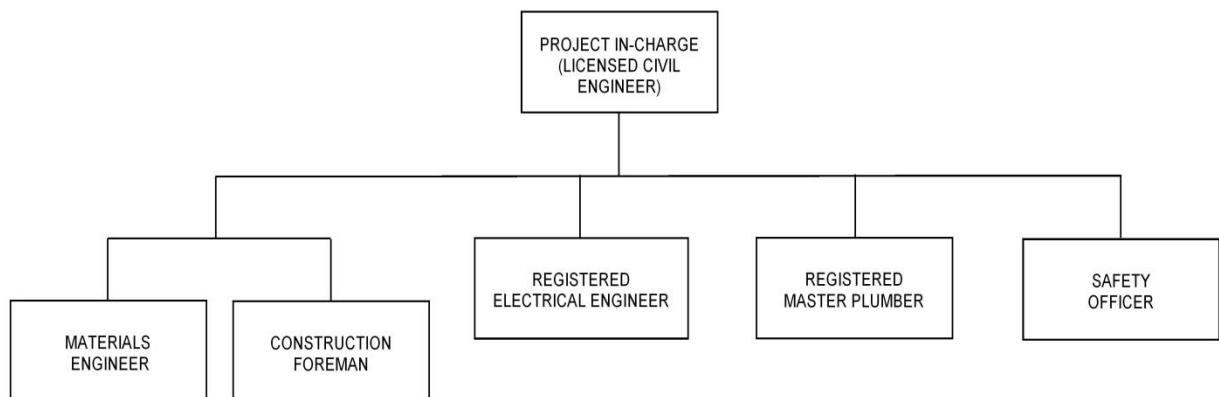 PROJECT IN-CHARGE
(LICENSED CIVIL
ENGINEER)
REGISTERED
ELECTRICAL ENGINEER
REGISTERED
MASTER PLUMBER
SAFETY
OFFICER
MATERIALS
ENGINEER
CONSTRUCTION
FOREMAN